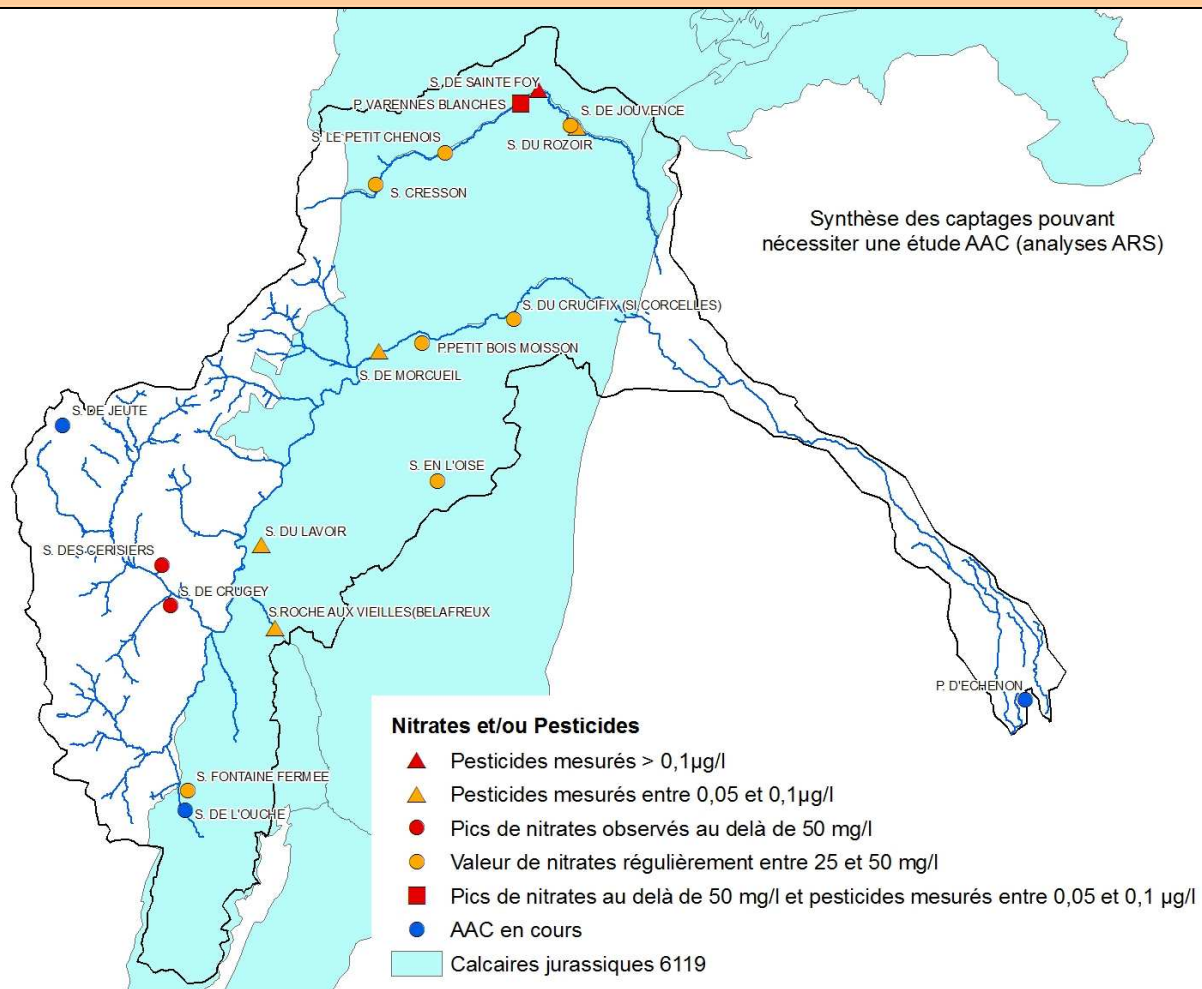 S. DE SAINTE FOY
P. VARENNES BLANCHES
S. DE JOUVENCE
S. LE PETIT CHENOIS
S. DU ROZOIR
S. CRESSON
Synthèse des captages pouvant
nécessiter une étude AAC (analyses ARS)
S. DU CRUCIFIX (SI CORCELLES)
P.PETIT BOIS MOISSON
S. DE MORCUEIL
S. DE JEUTE
S. EN L'OISE
S. DU LAVOIR
S. DES CERISIERS
S. DE CRUGEY
S.ROCHE AUX VIEILLES(BELAFREUX
P. D'ECHENON
S. FONTAINE FERMEE
S. DE L'OUCHE
Nitrates et/ou Pesticides
Pesticides mesurés > 0,1µg/l
Pesticides mesurés entre 0,05 et 0,1µg/l
Pics de nitrates observés au delà de 50 mg/l
Valeur de nitrates régulièrement entre 25 et 50 mg/l
Pics de nitrates au delà de 50 mg/l et pesticides mesurés entre 0,05 et 0,1 µg/l
AAC en cours
Calcaires jurassiques 6119